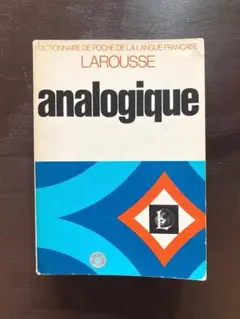 DICTIONNAIRE DE POCHE DE LA LANGUE FRANÇAISE
LAROUSSE
analogique
L